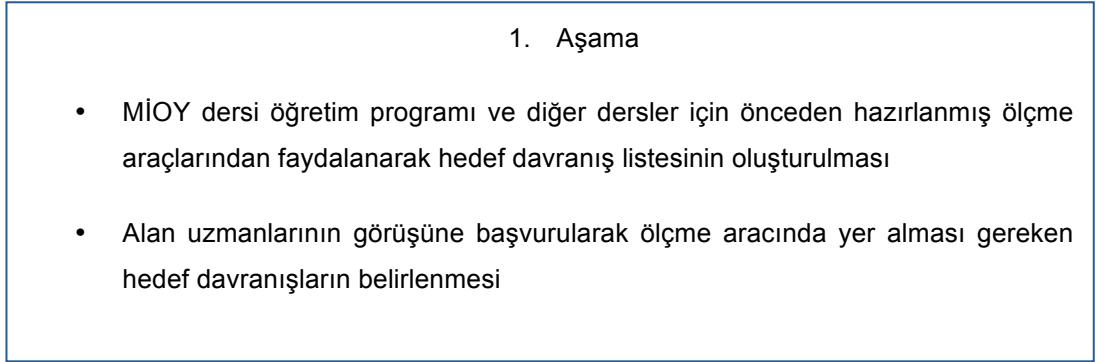 1. Aşama
• MİOY dersi öğretim programı ve diğer dersler için önceden hazırlanmış ölçme
araçlarından faydalanarak hedef davranış listesinin oluşturulması
• Alan uzmanlarının görüşüne başvurularak ölçme aracında yer alması gereken
hedef davranışların belirlenmesi